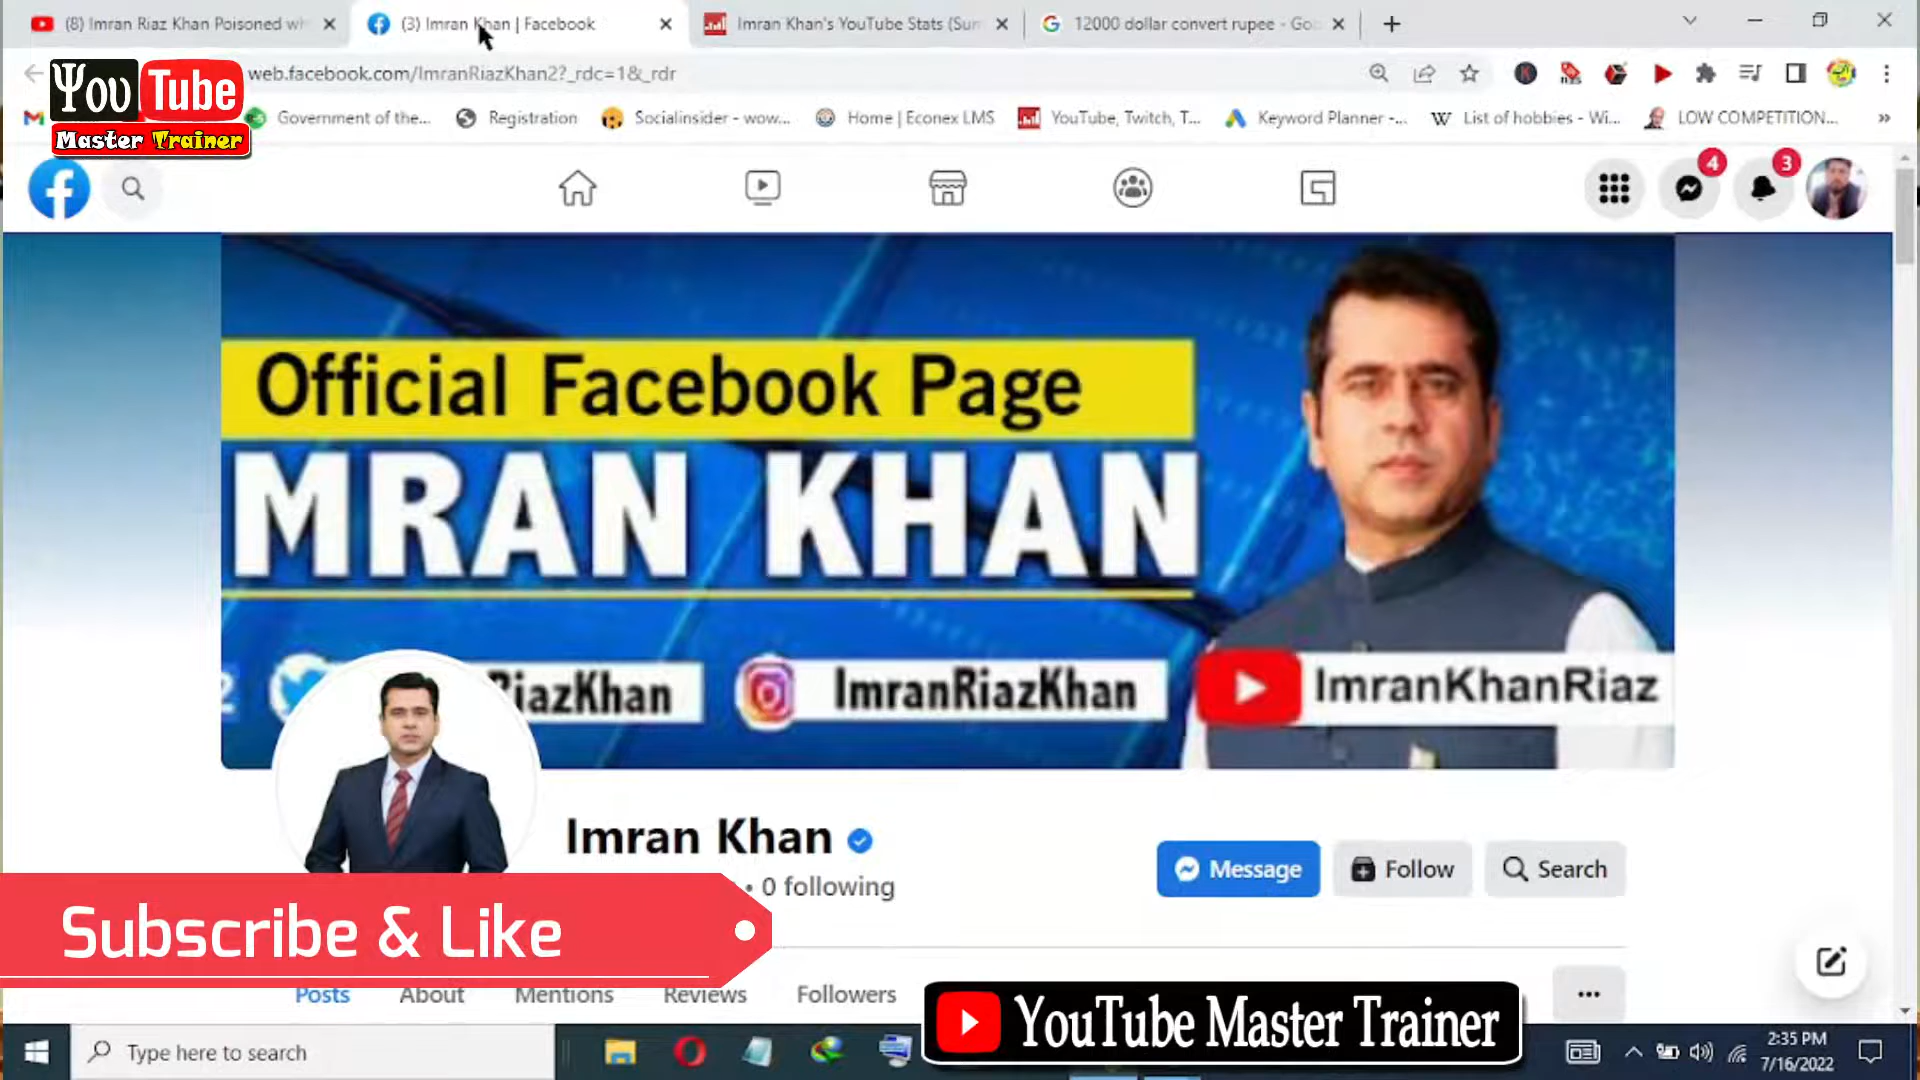 (8) Imran Riaz Khan Poisoned wh
(3) Imran Khan | Facebook
Imran Khan's YouTube Stats (Sum
12000 dollar convert rupee - Go
web.facebook.com/ImranRiazKhan2?_rdc=1&_rdr
You Tube
Master Trainer
Government of the...
Registration
Socialinsider - wow...
Home | Econex LMS
YouTube, Twitch, T...
Keyword Planner -...
List of hobbies - Wi...
LOW COMPETITION...
4
3
Official Facebook Page
MRAN KHAN
RiazKhan
ImranRiazKhan
ImranKhanRiaz
Imran Khan
• 0 following
Message
Follow
Search
Subscribe & Like
Posts
About
Mentions
Reviews
Followers
YouTube Master Trainer
Type here to search
2:35 PM
7/16/2022